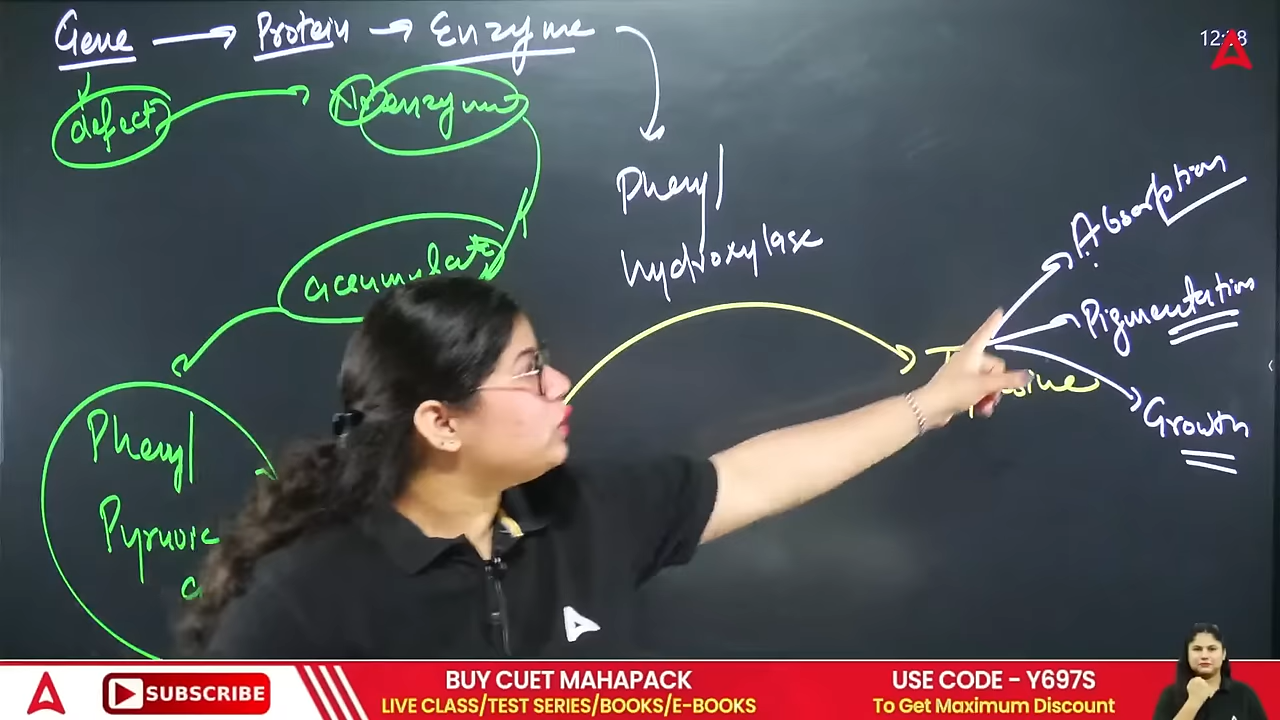 Gene → Protein → Enzyme
12:18
defect
No enzyme
Phenyl
hydroxylase
Absorption
Pigmentation
Growth
Phenyl
Pyruvic
SUBSCRIBE
BUY CUET MAHAPACK
LIVE CLASS/TEST SERIES/BOOKS/E-BOOKS
USE CODE - Y697S
To Get Maximum Discount